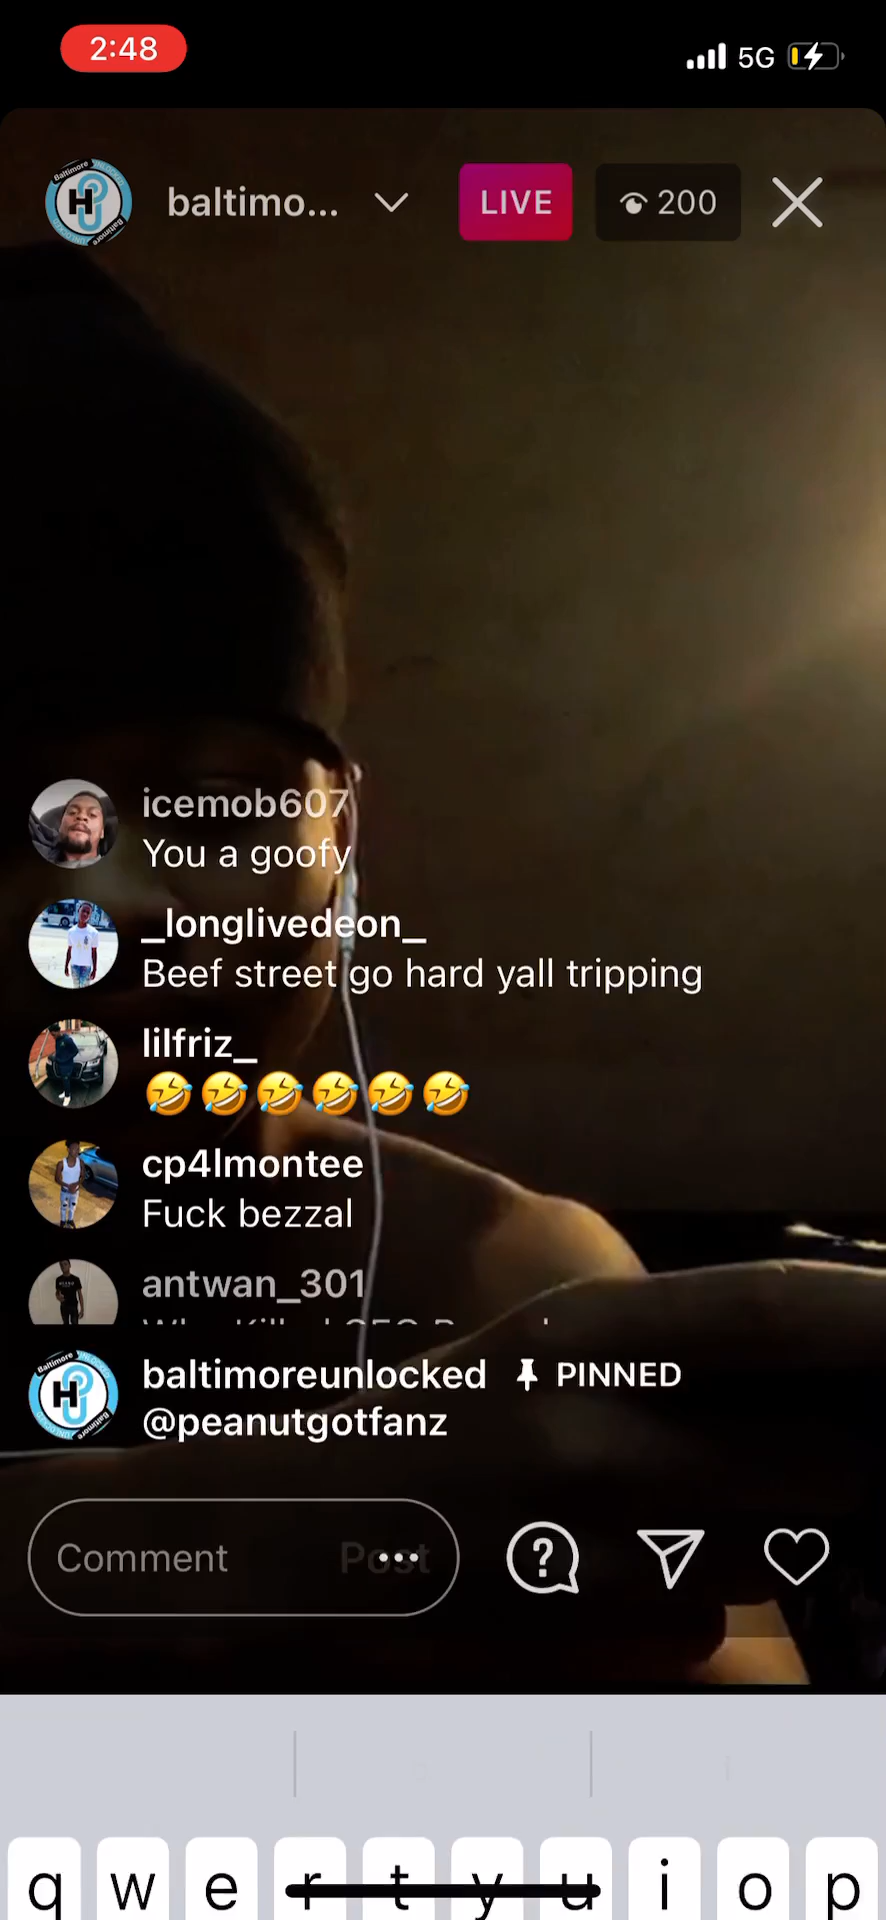 2:48
5G
baltimo...
LIVE
200
icemob607
You a goofy
_longlivedeon_
Beef street go hard yall tripping
lilfriz_
🤣🤣🤣🤣🤣🤣
cp4lmontee
Fuck bezzal
antwan_301
baltimoreunlocked PINNED
@peanutgotfanz
Comment Post
q w e r t y u i o p